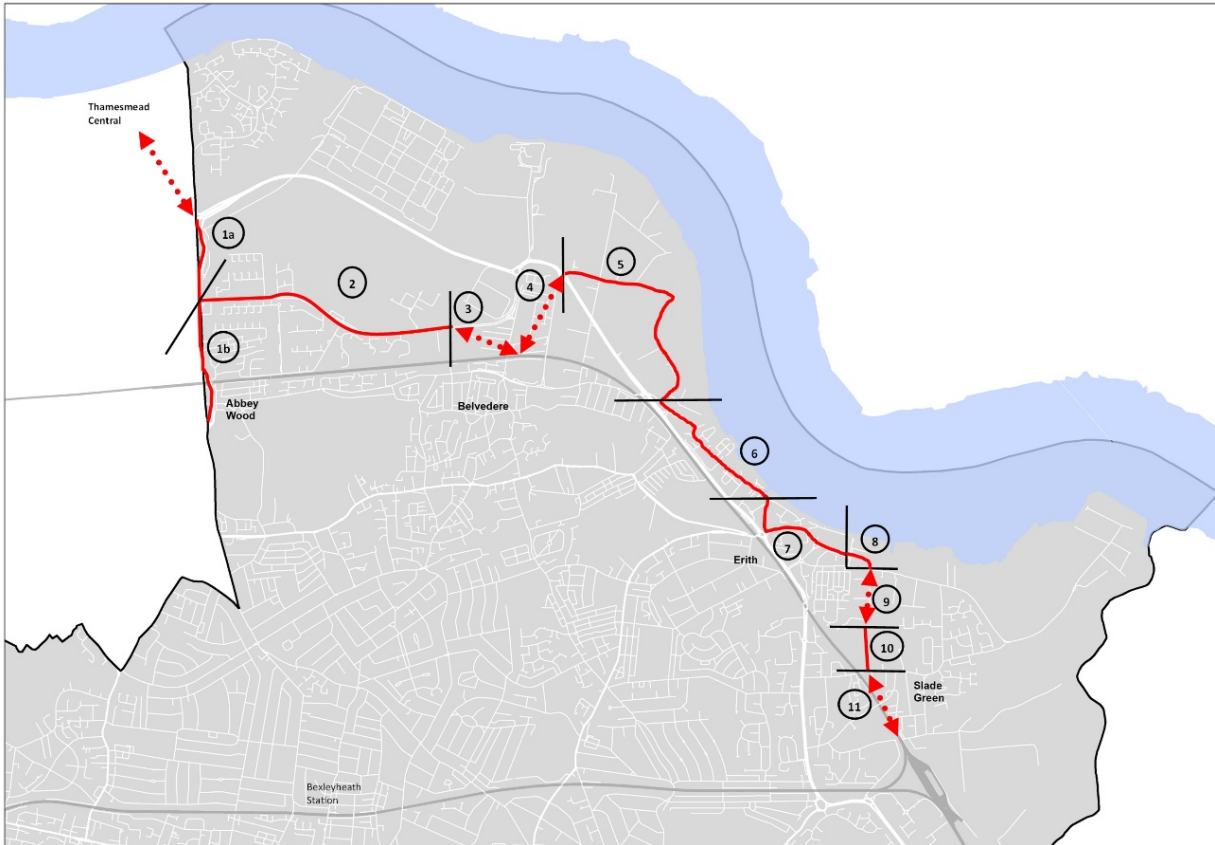 Thamesmead
Central
1a
2
5
4
3
1b
Abbey
Wood
Belvedere
6
8
7
Erith
9
10
Slade
Green
11
Bexleyheath
Station